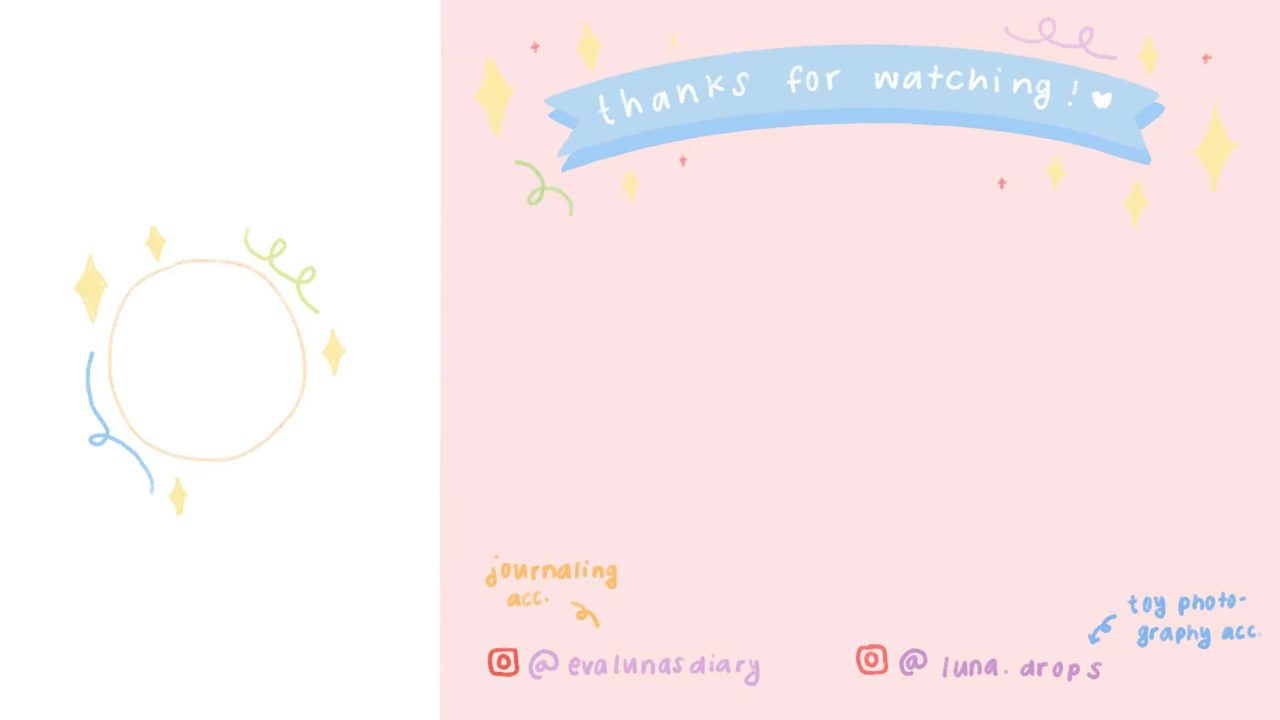 thanks for watching!
journaling
acc.
toy photo-
graphy acc.
@evalunasdiary
@luna.drops